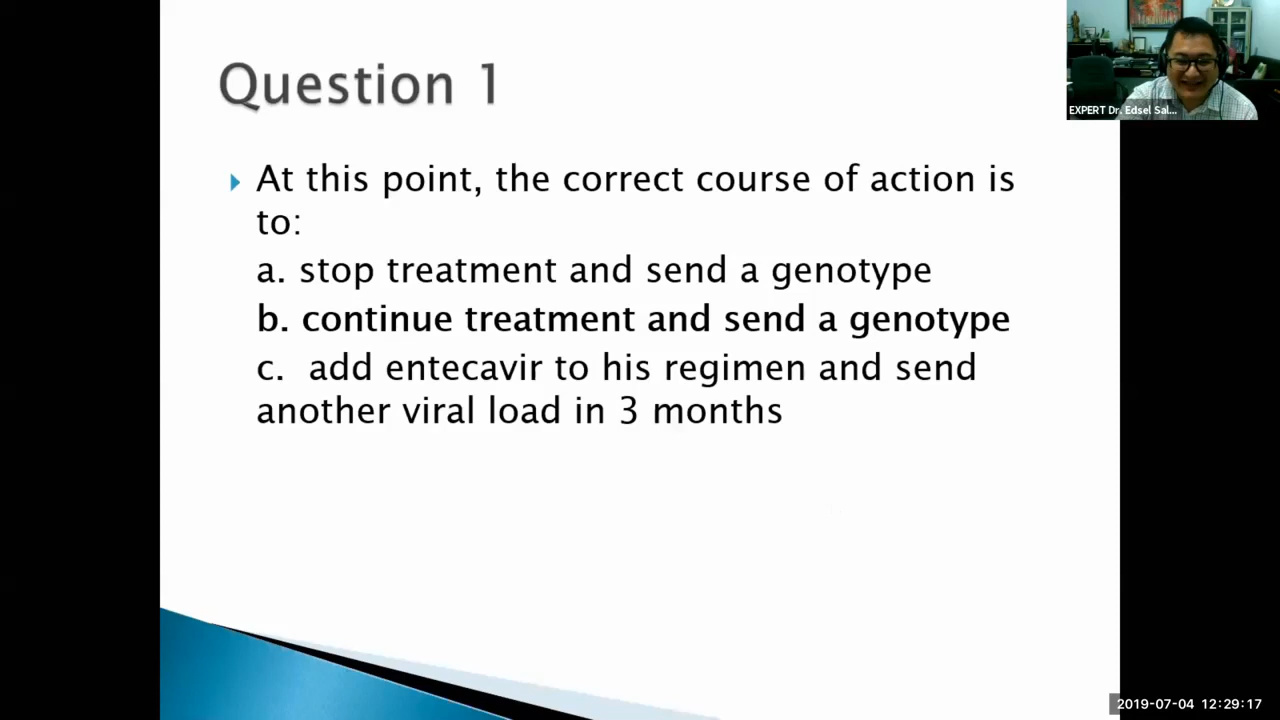 Question 1
At this point, the correct course of action is
to:
a. stop treatment and send a genotype
b. continue treatment and send a genotype
c. add entecavir to his regimen and send
another viral load in 3 months
EXPERT Dr. Edsel Sal...
2019-07-04 12:29:17